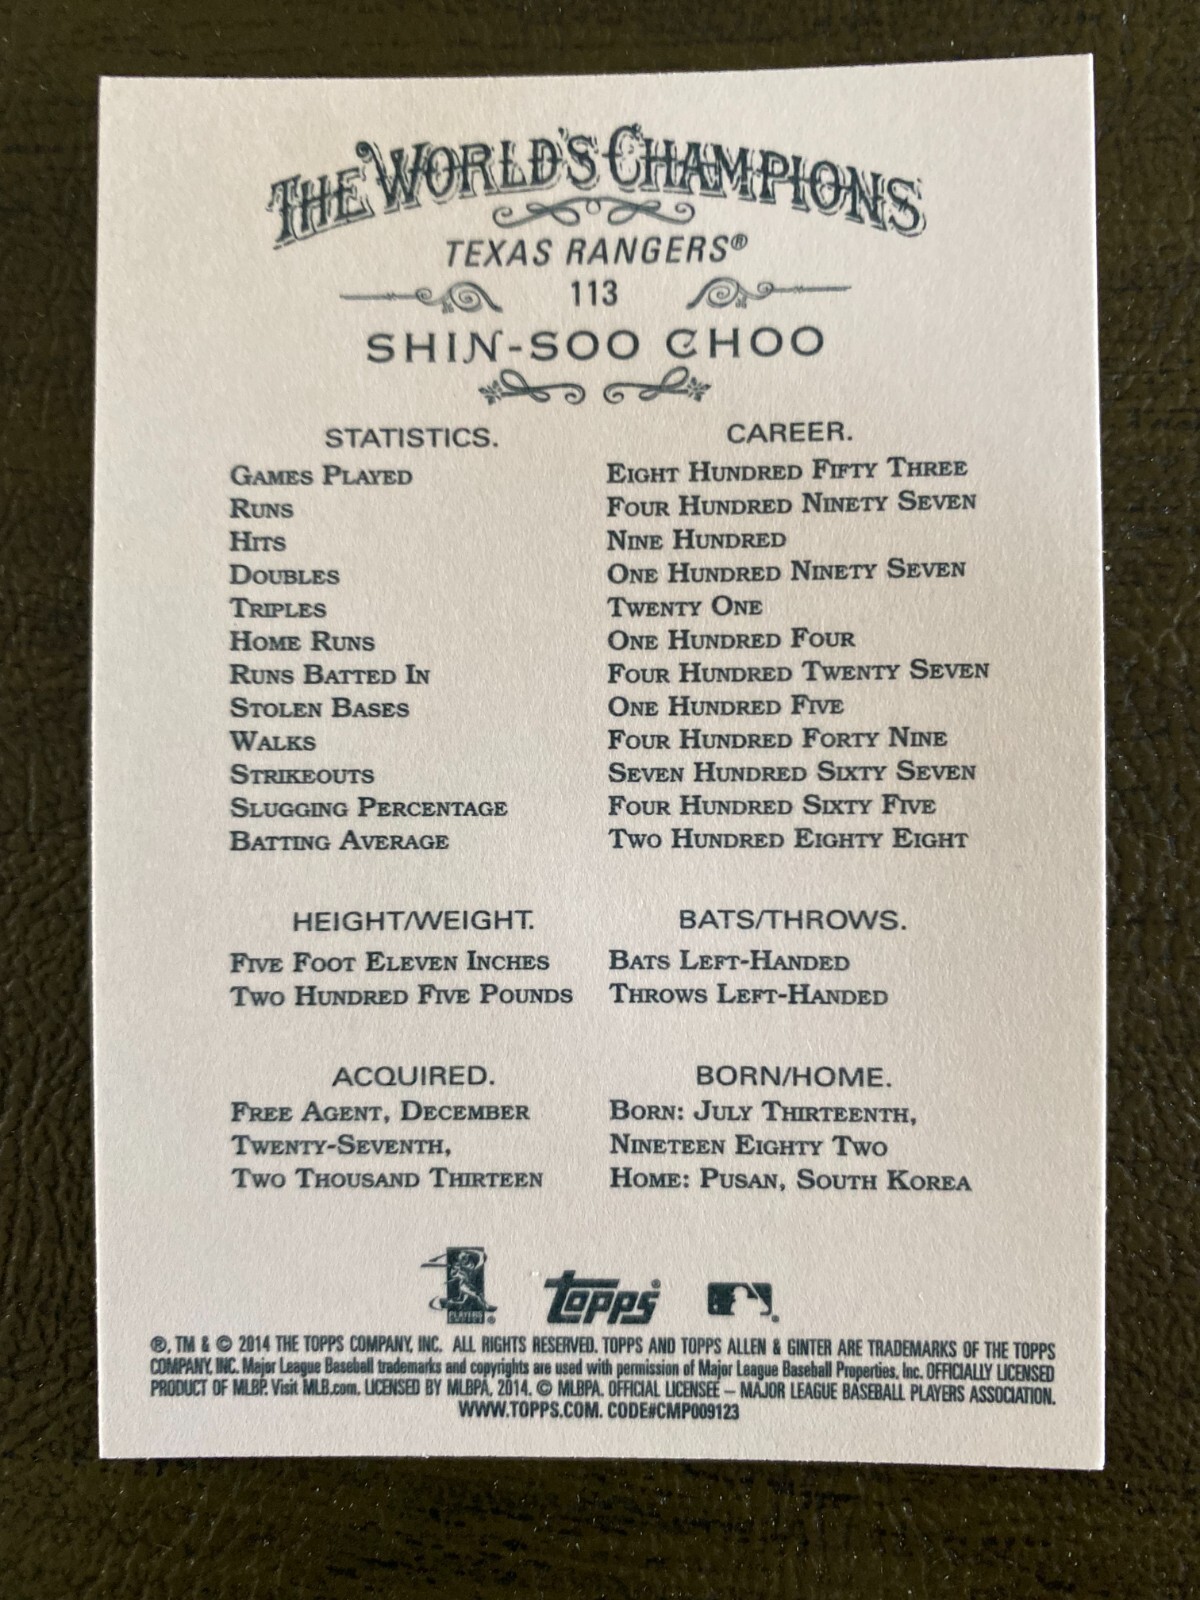 THE WORLD'S CHAMPIONS
TEXAS RANGERS®
113
SHIN-SOO CHOO
STATISTICS. CAREER.
GAMES PLAYED EIGHT HUNDRED FIFTY THREE
RUNS FOUR HUNDRED NINETY SEVEN
HITS NINE HUNDRED
DOUBLES ONE HUNDRED NINETY SEVEN
TRIPLES TWENTY ONE
HOME RUNS ONE HUNDRED FOUR
RUNS BATTED IN FOUR HUNDRED TWENTY SEVEN
STOLEN BASES ONE HUNDRED FIVE
WALKS FOUR HUNDRED FORTY NINE
STRIKEOUTS SEVEN HUNDRED SIXTY SEVEN
SLUGGING PERCENTAGE FOUR HUNDRED SIXTY FIVE
BATTING AVERAGE TWO HUNDRED EIGHTY EIGHT
HEIGHT/WEIGHT. BATS/THROWS.
FIVE FOOT ELEVEN INCHES BATS LEFT-HANDED
TWO HUNDRED FIVE POUNDS THROWS LEFT-HANDED
ACQUIRED. BORN/HOME.
FREE AGENT, DECEMBER BORN: JULY THIRTEENTH,
TWENTY-SEVENTH, NINETEEN EIGHTY TWO
TWO THOUSAND THIRTEEN HOME: PUSAN, SOUTH KOREA
Topps®
®, TM & © 2014 THE TOPPS COMPANY, INC. ALL RIGHTS RESERVED. TOPPS AND TOPPS ALLEN & GINTER ARE TRADEMARKS OF THE TOPPS
COMPANY, INC. Major League Baseball trademarks and copyrights are used with permission of Major League Baseball Properties, Inc. OFFICIALLY LICENSED
PRODUCT OF MLBP. Visit MLB.com. LICENSED BY MLBPA, 2014. © MLBPA. OFFICIAL LICENSEE – MAJOR LEAGUE BASEBALL PLAYERS ASSOCIATION.
WWW.TOPPS.COM. CODE#CMP009123